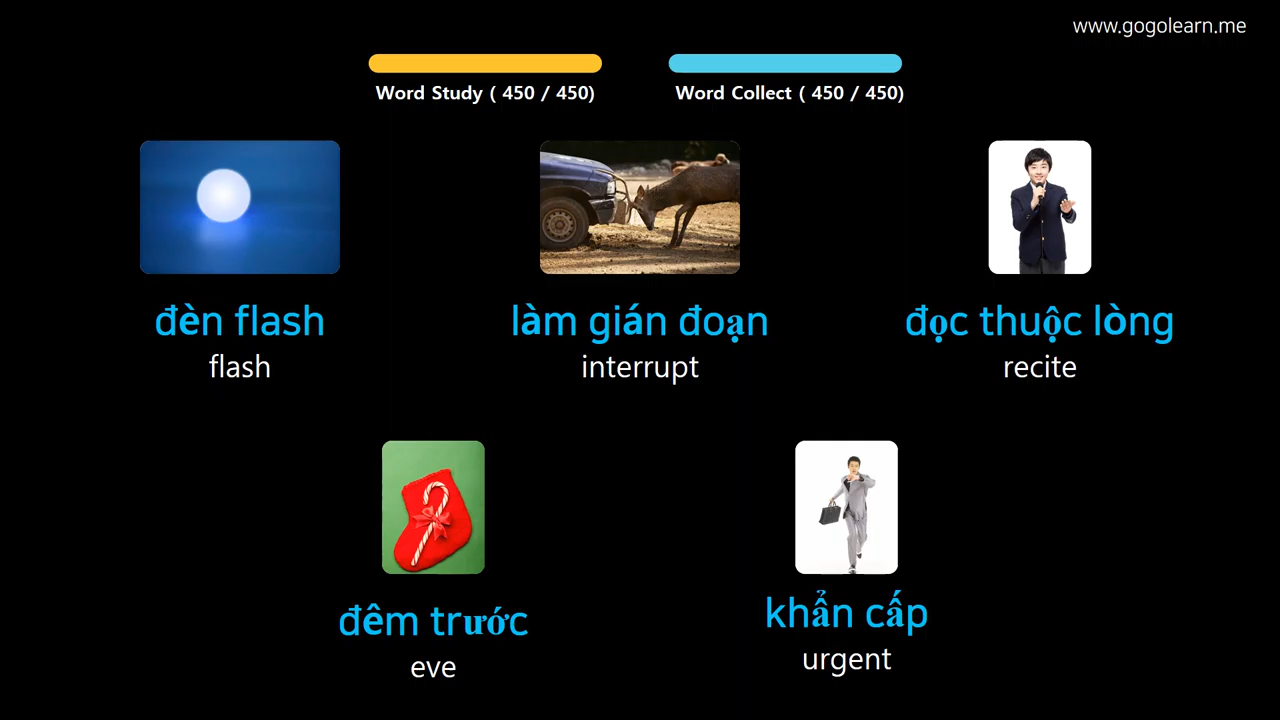 www.gogolearn.me
Word Study ( 450 / 450)
Word Collect ( 450 / 450)
đèn flash
flash
làm gián đoạn
interrupt
đọc thuộc lòng
recite
đêm trước
eve
khẩn cấp
urgent